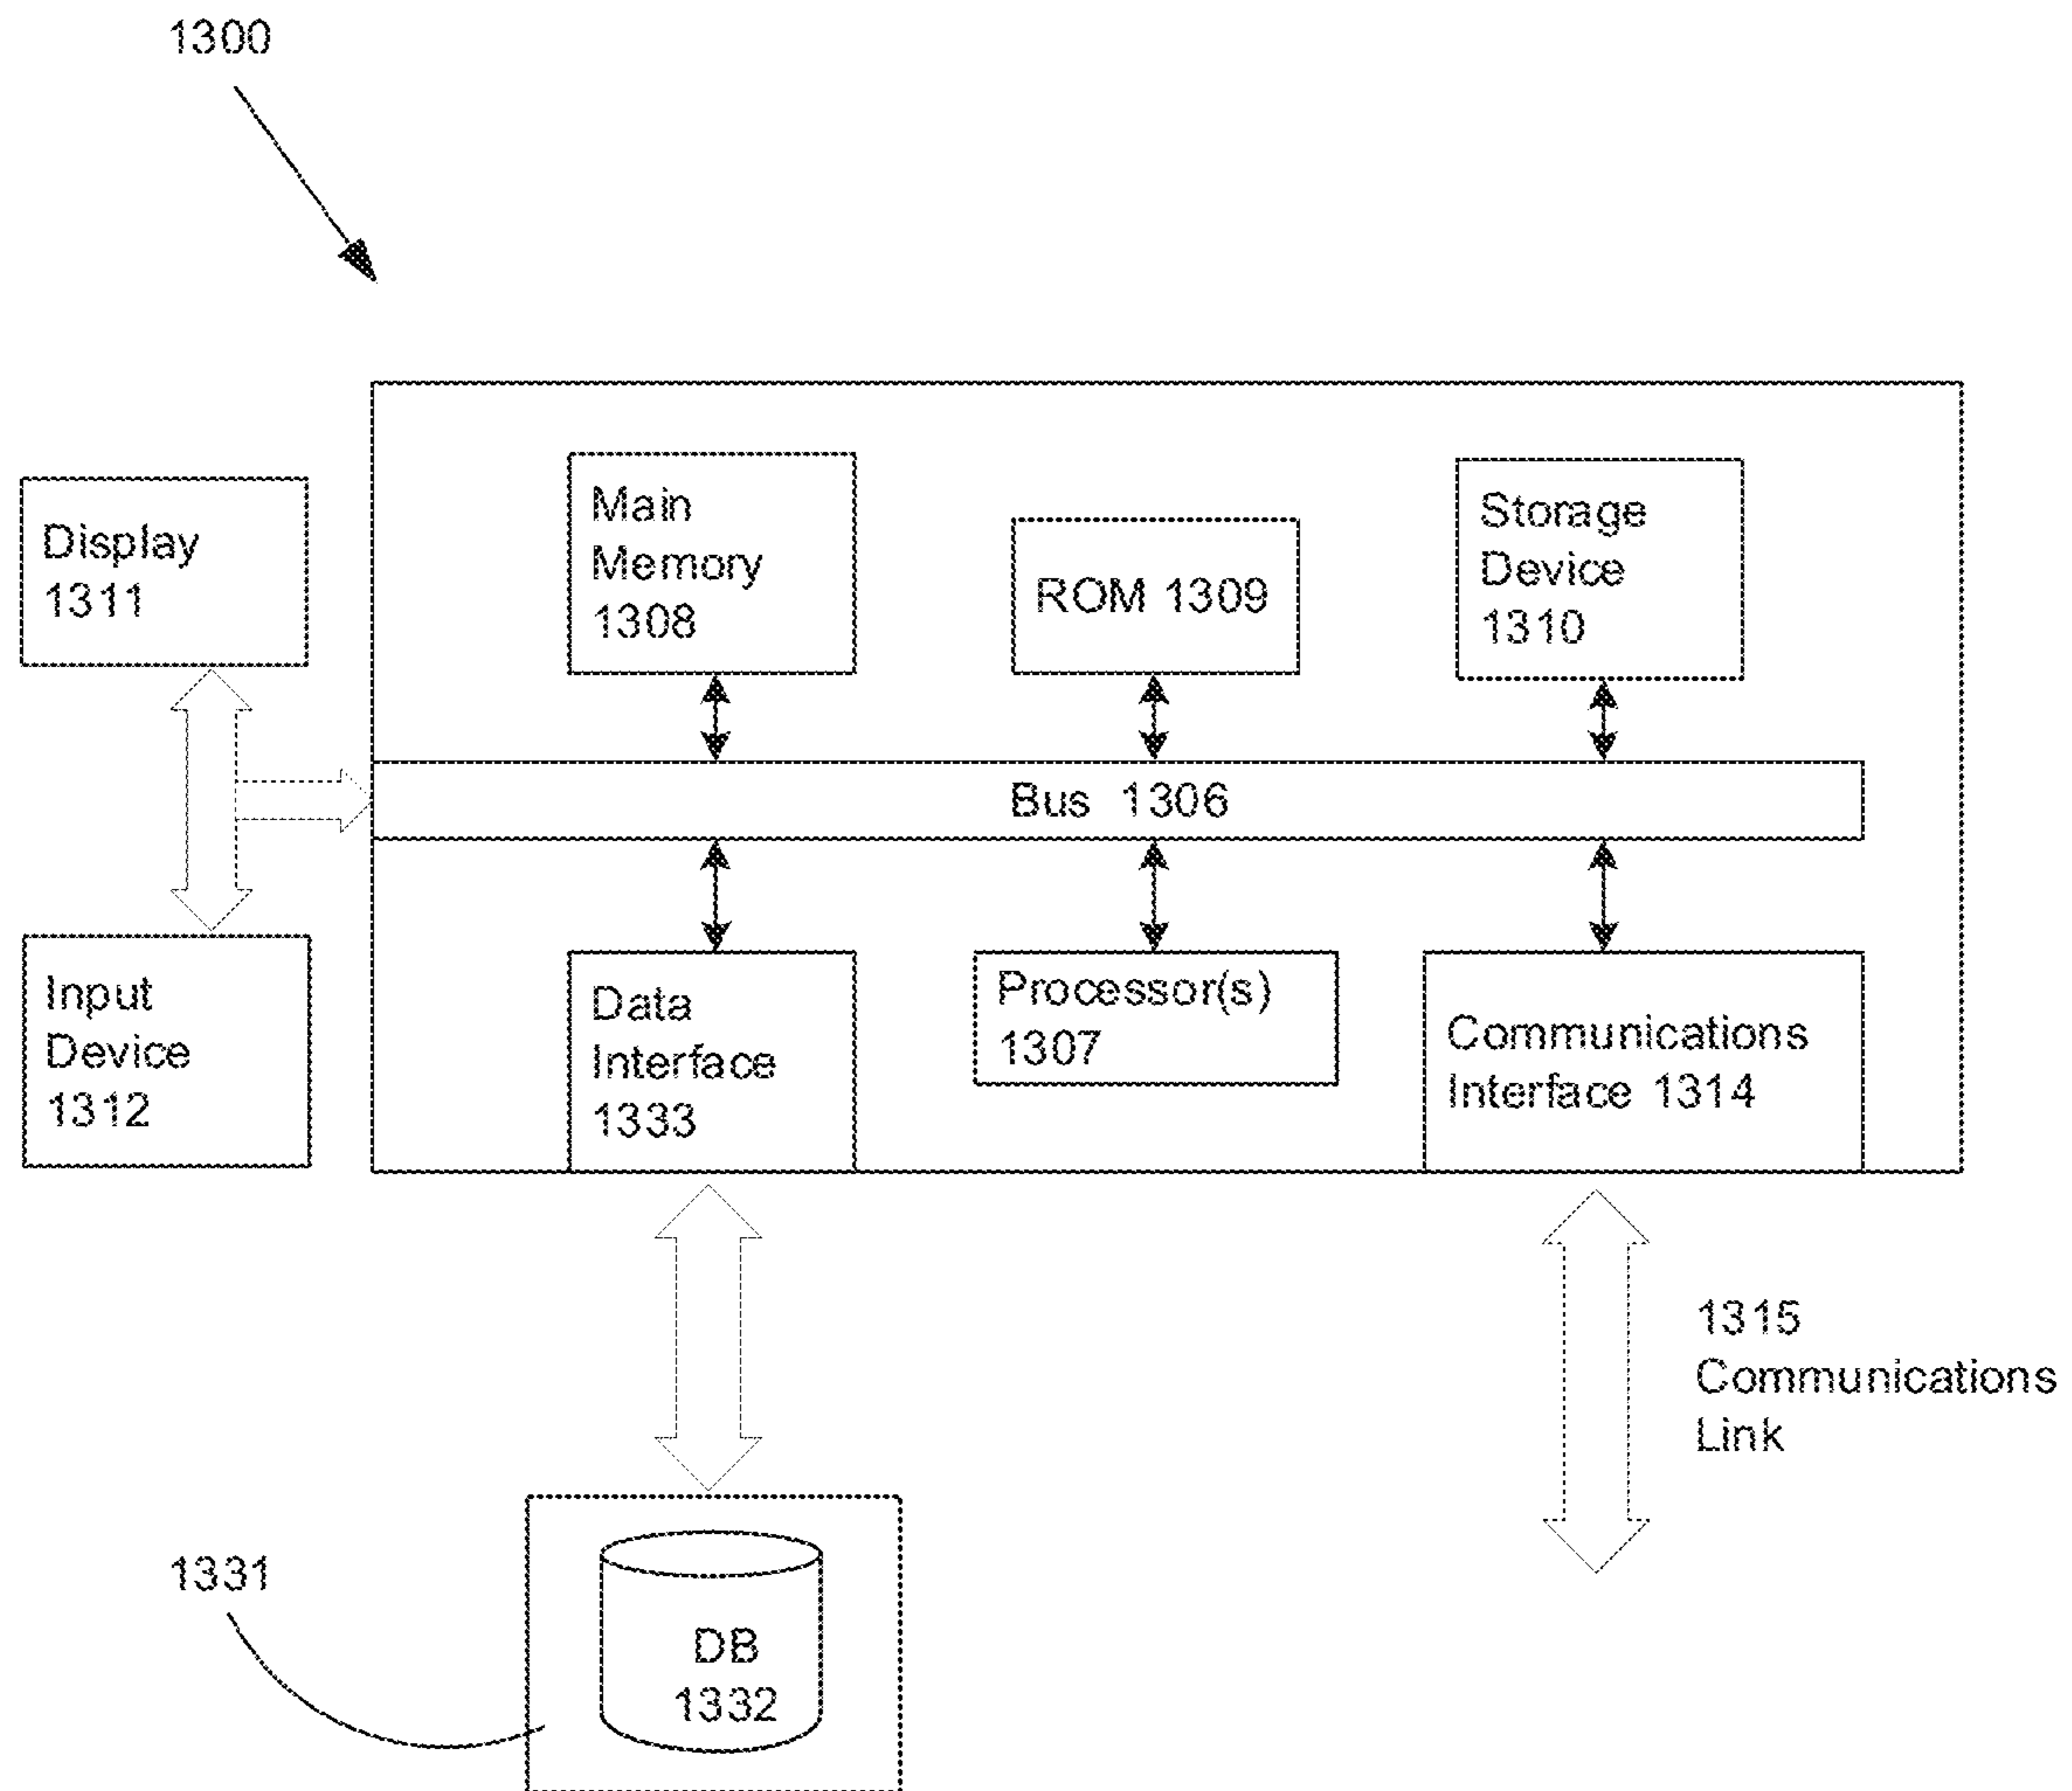 1300
Display
1311
Main
Memory
1308
ROM 1309
Storage
Device
1310
Bus 1306
Input
Device
1312
Data
Interface
1333
Processor(s)
1307
Communications
Interface 1314
1315
Communications
Link
1331
DB
1332